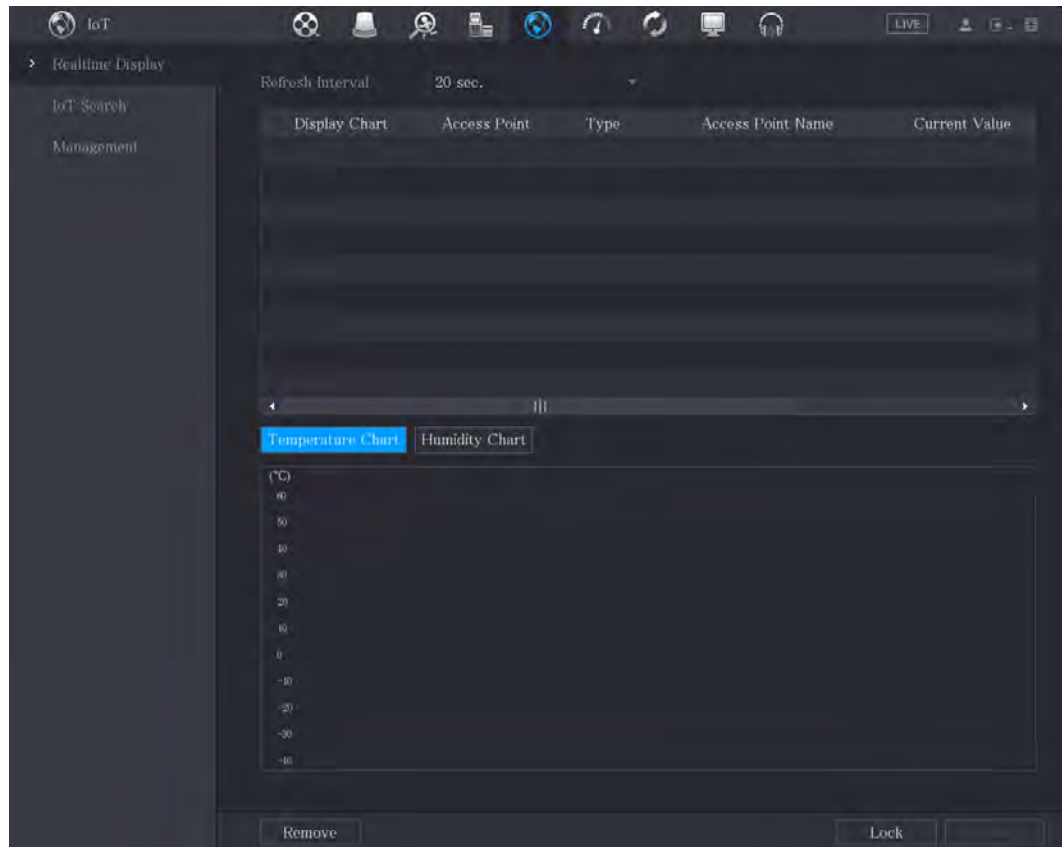 IoT
LIVE
Realtime Display
IoT Search
Management
Refresh Interval 20 sec.
Display Chart Access Point Type Access Point Name Current Value
Temperature Chart Humidity Chart
(°C)
60
50
40
30
20
10
0
-10
-20
-30
-40
Remove Lock